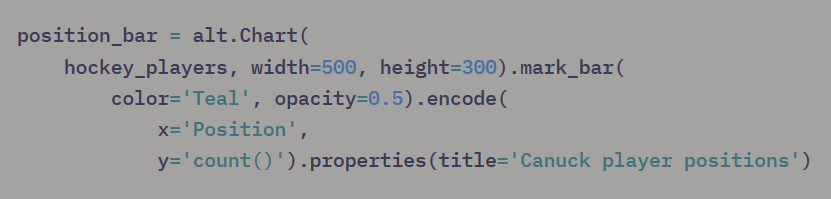 position_bar = alt.Chart(
    hockey_players, width=500, height=300).mark_bar(
        color='Teal', opacity=0.5).encode(
            x='Position',
            y='count()').properties(title='Canuck player positions')